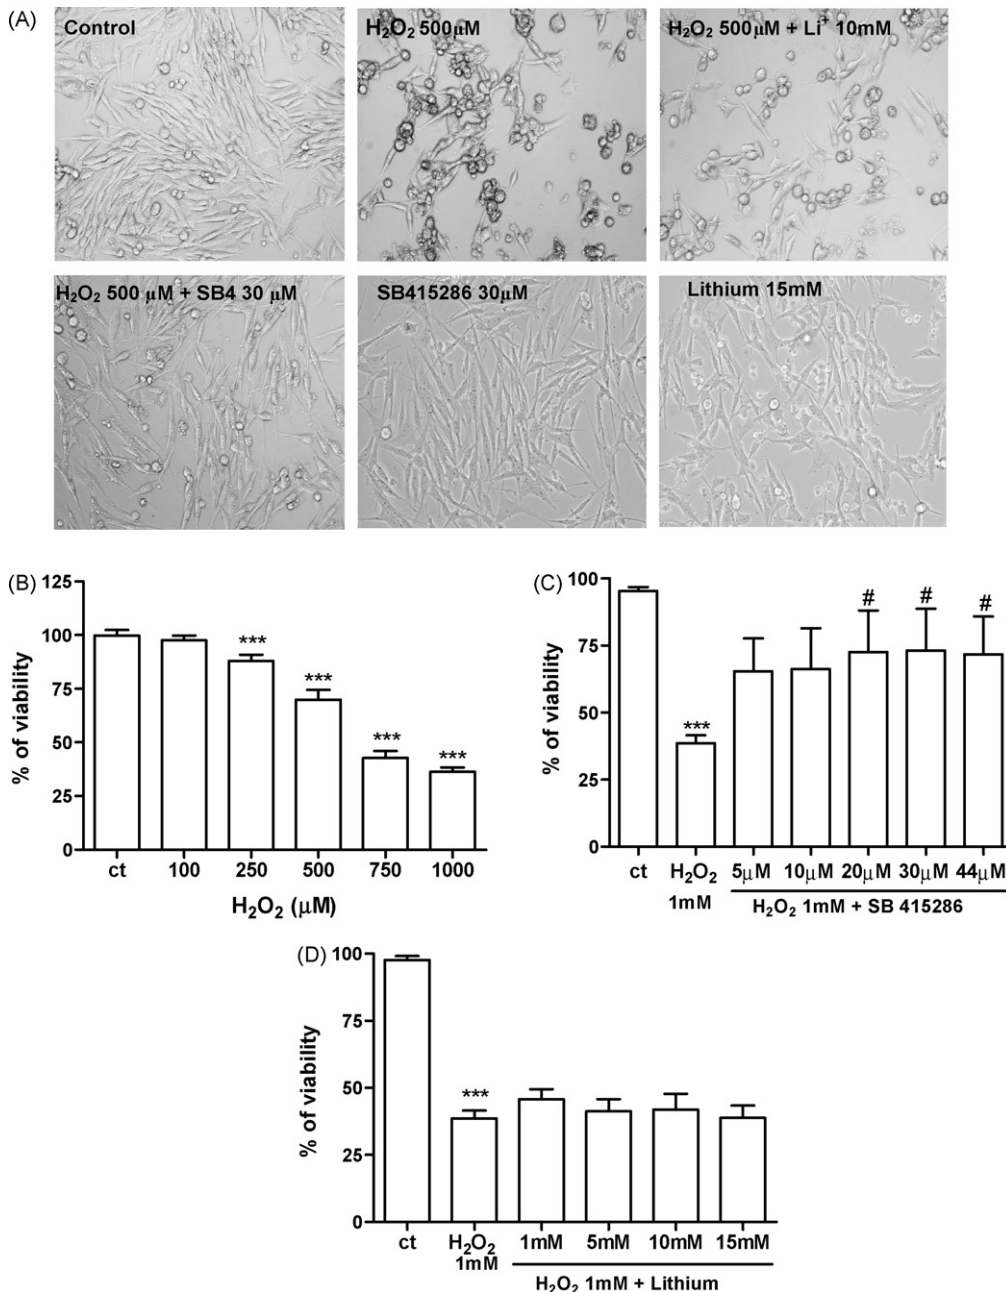 (A)
Control
H₂O₂ 500μM
H₂O₂ 500μM + Li⁺ 10mM
H₂O₂ 500 μM + SB4 30 μM
SB415286 30μM
Lithium 15mM
(B)
125
100
75
50
25
0
% of viability
***
***
***
***
ct 100 250 500 750 1000
H₂O₂ (μM)
(C)
100
75
50
25
0
% of viability
***
# # #
ct H₂O₂ 5μM 10μM 20μM 30μM 44μM
1mM
H₂O₂ 1mM + SB 415286
(D)
100
75
50
25
0
% of viability
***
ct H₂O₂ 1mM 5mM 10mM 15mM
1mM
H₂O₂ 1mM + Lithium